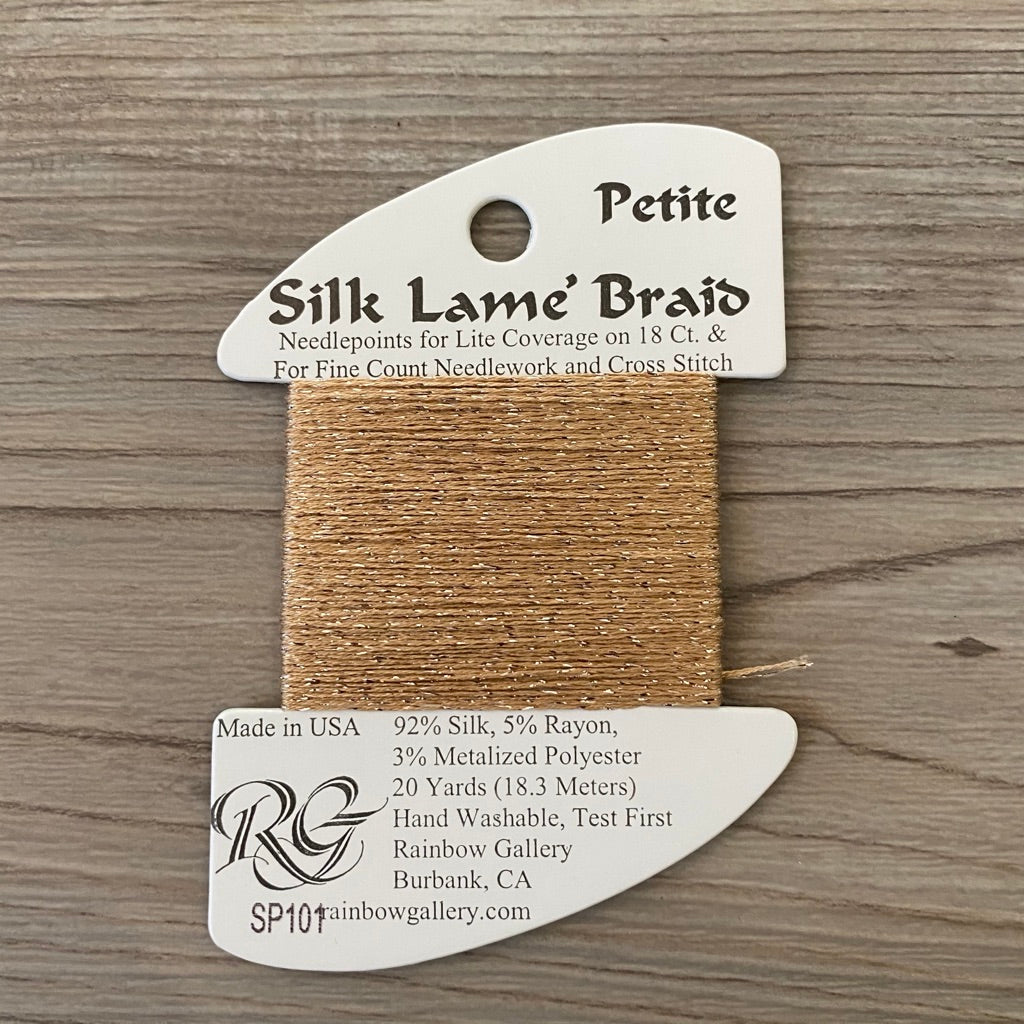 Petite
Silk Lame' Braid
Needlepoints for Lite Coverage on 18 Ct. &
For Fine Count Needlework and Cross Stitch
Made in USA
92% Silk, 5% Rayon,
3% Metalized Polyester
20 Yards (18.3 Meters)
Hand Washable, Test First
Rainbow Gallery
Burbank, CA
rainbowgallery.com
RG
SP101